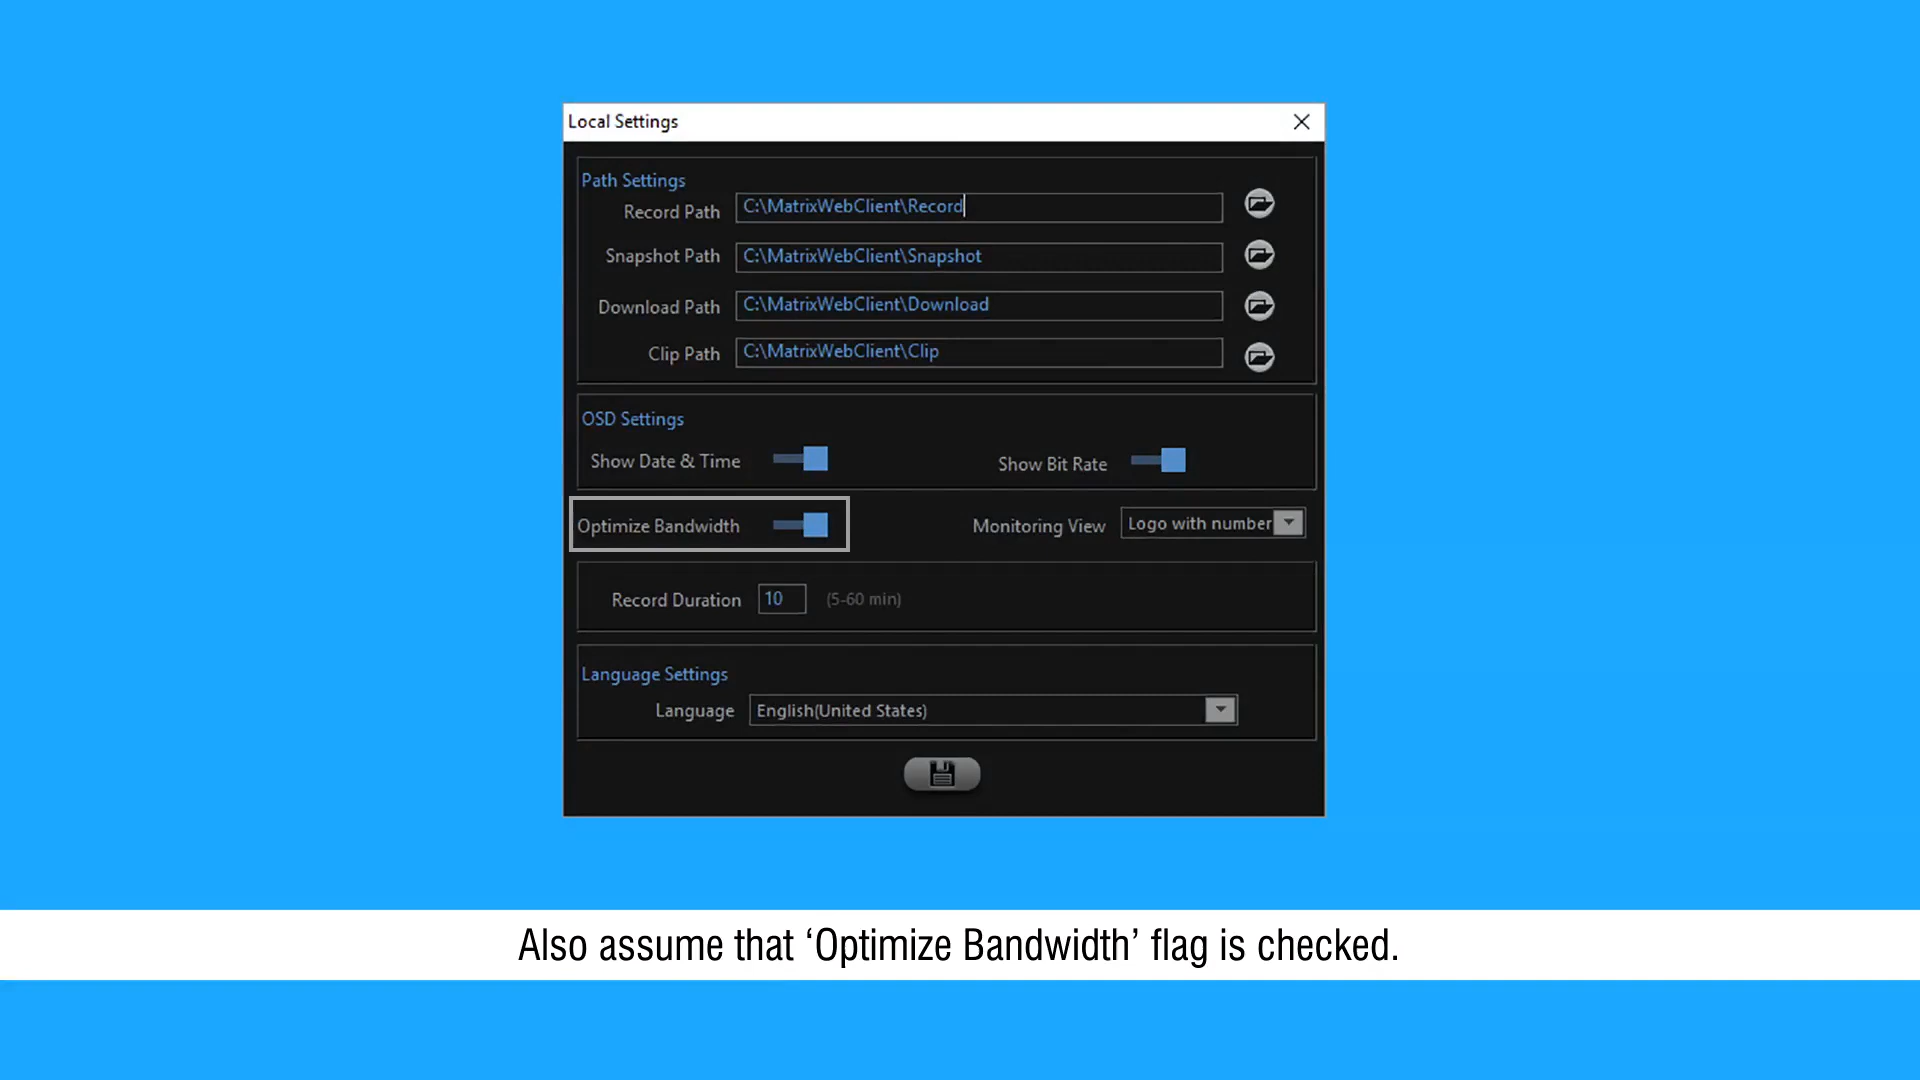 Local Settings
Path Settings
Record Path C:\MatrixWebClient\Record
Snapshot Path C:\MatrixWebClient\Snapshot
Download Path C:\MatrixWebClient\Download
Clip Path C:\MatrixWebClient\Clip
OSD Settings
Show Date & Time Show Bit Rate
Optimize Bandwidth Monitoring View Logo with number
Record Duration 10 (5-60 min)
Language Settings
Language English(United States)
Also assume that ‘Optimize Bandwidth’ flag is checked.